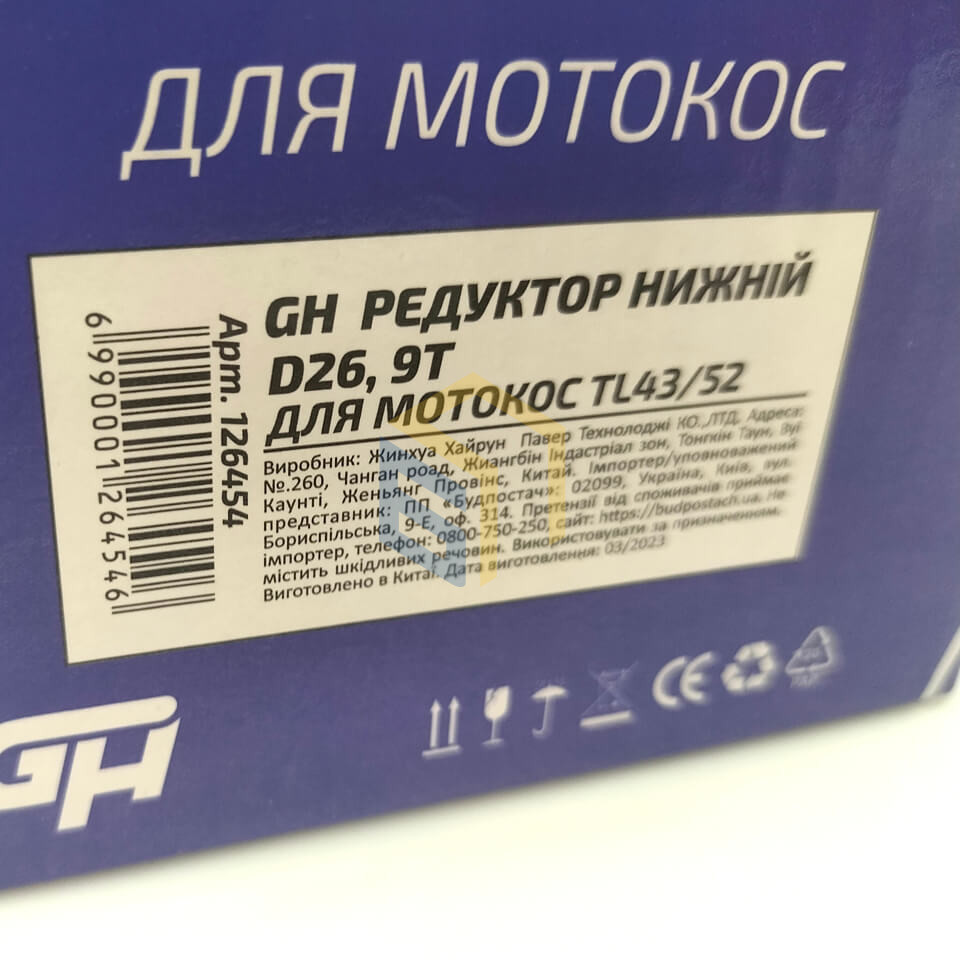 ДЛЯ МОТОКОС
GH РЕДУКТОР НИЖНІЙ
D26, 9T
ДЛЯ МОТОКОС TL43/52
Виробник: Жинхуа Хайрун Павер Технолоджі КО.,ЛТД. Адреса:
№.260, Чанган роад, Жиангбін Індастріал зон, Тонгкін Таун, Вуї
Каунті, Женьянг Провінс, Китай. Імпортер/уповноважений
представник: ПП «Будпостач»: 02099, Україна, Київ, вул.
Бориспільська, 9-Е, оф. 314. Претензії від споживачів приймає
імпортер, телефон: 0800-750-250, сайт: https://budpostach.ua. Не
містить шкідливих речовин. Використовувати за призначенням.
Виготовлено в Китаї. Дата виготовлення: 03/2023
Арт. 126454
6990001264546
GH
CE